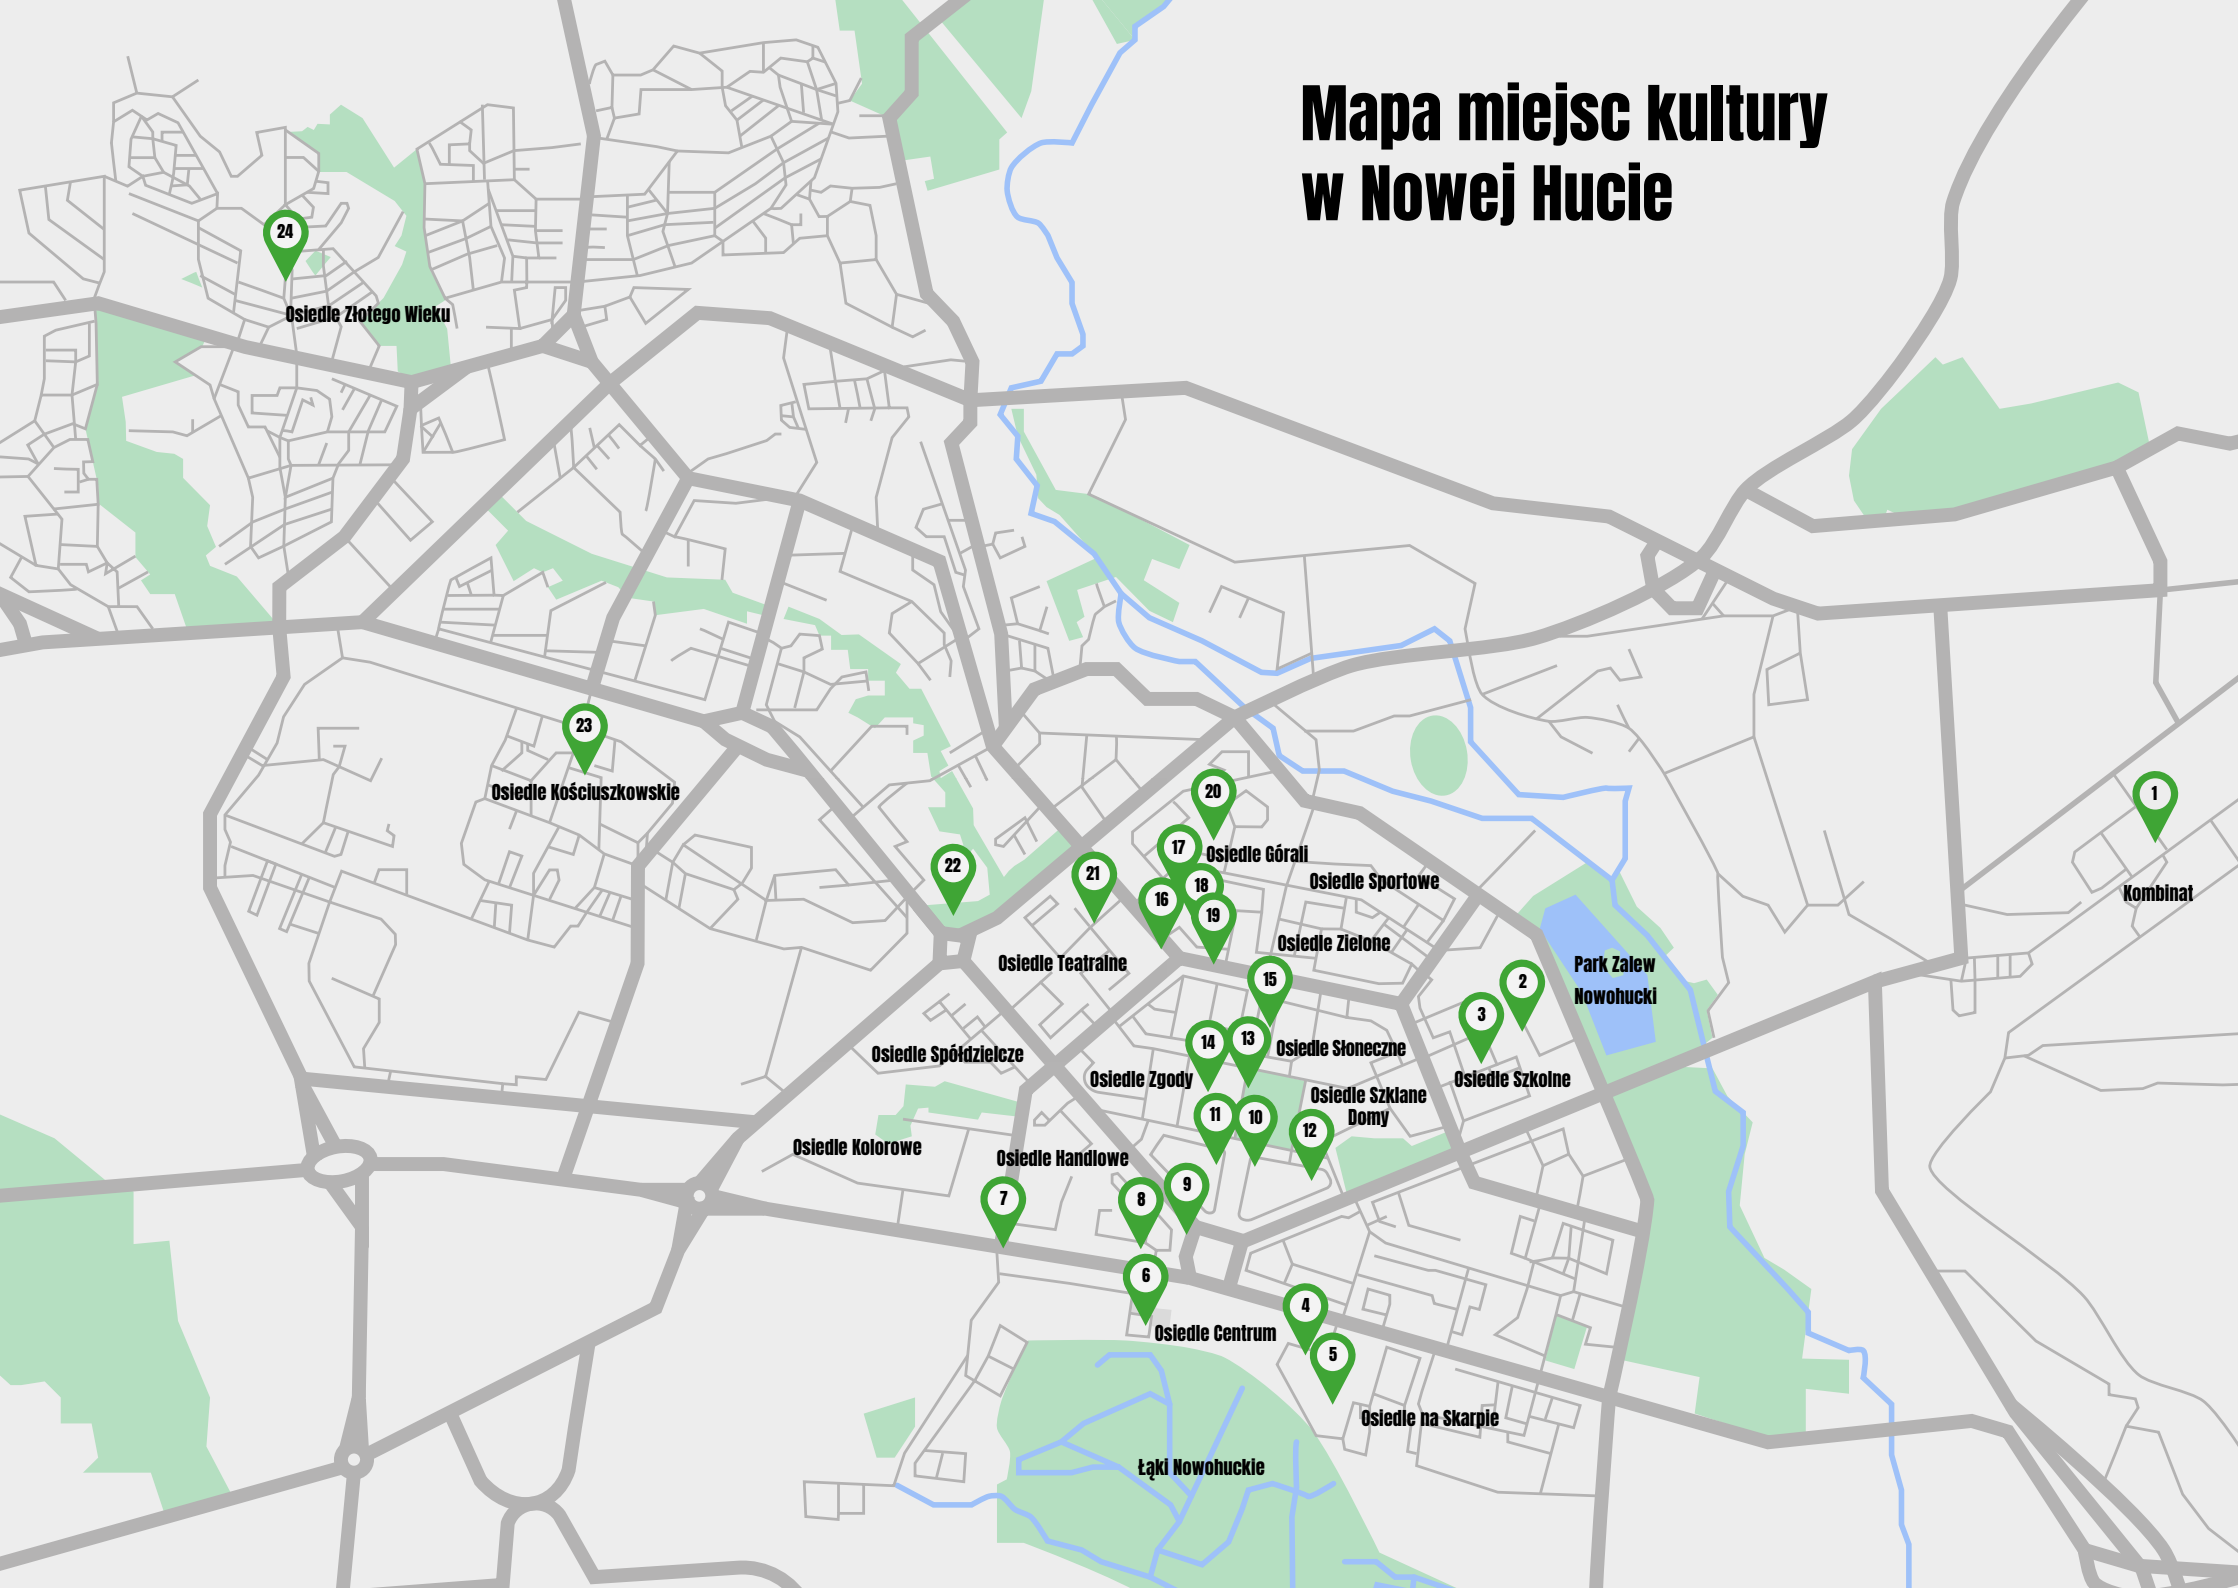 Mapa miejsc kultury
w Nowej Hucie
24
Osiedle Złotego Wieku
23
Osiedle Kościuszkowskie
20
1
17
Osiedle Górali
22
21
18
Osiedle Sportowe
16
Kombinat
19
Osiedle Zielone
Osiedle Teatralne
Park Zalew
Nowohucki
15
2
3
14
13
Osiedle Słoneczne
Osiedle Spółdzielcze
Osiedle Zgody
Osiedle Szkolne
Osiedle Szklane
Domy
11
10
12
Osiedle Kolorowe
Osiedle Handlowe
9
7
8
6
4
Osiedle Centrum
5
Osiedle na Skarpie
Łąki Nowohuckie